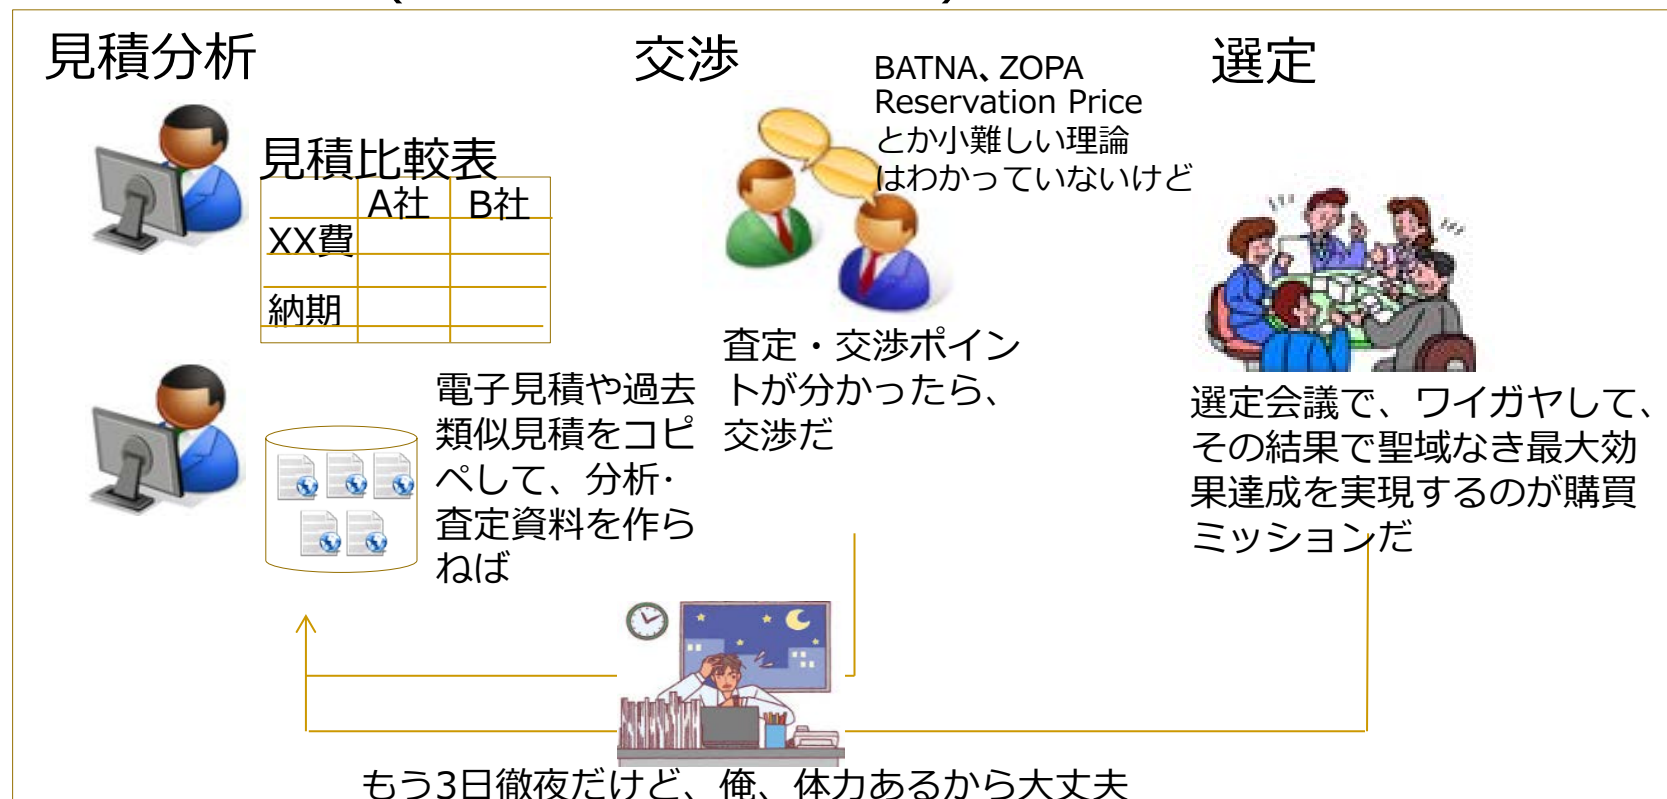 見積分析
見積比較表
A社 B社
XX費
納期
電子見積や過去
類似見積をコピ
ペして、分析・
査定資料を作ら
ねば
交渉
BATNA、ZOPA
Reservation Price
とか小難しい理論
はわかっていないけど
査定・交渉ポイン
トが分かったら、
交渉だ
選定
選定会議で、ワイガヤして、
その結果で聖域なき最大効
果達成を実現するのが購買
ミッションだ
もう3日徹夜だけど、俺、体力あるから大丈夫